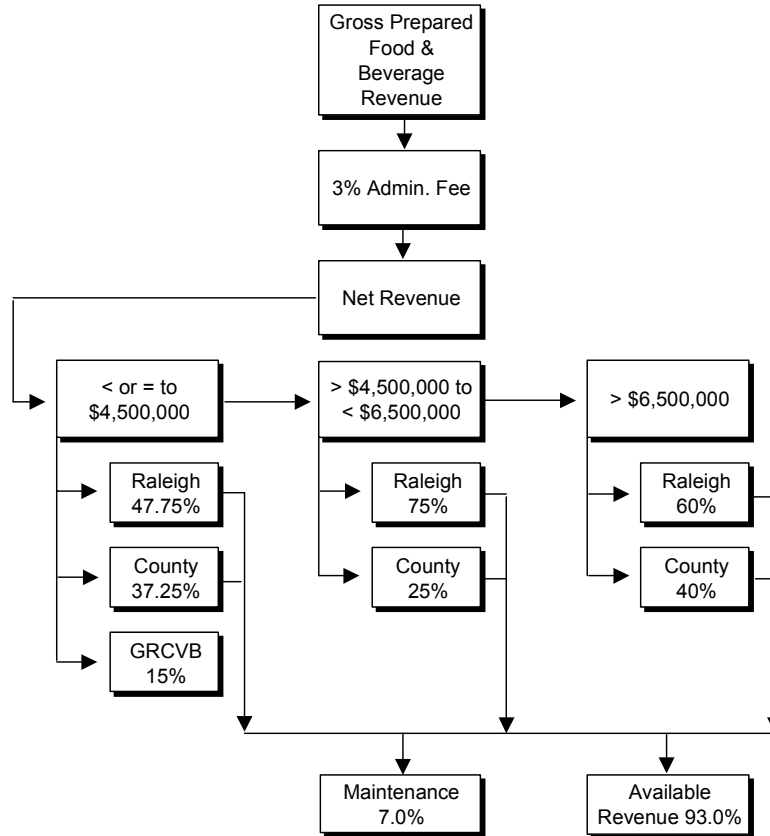 Gross Prepared
Food &
Beverage
Revenue
3% Admin. Fee
Net Revenue
< or = to
$4,500,000
> $4,500,000 to
< $6,500,000
> $6,500,000
Raleigh
47.75%
Raleigh
75%
Raleigh
60%
County
37.25%
County
25%
County
40%
GRCVB
15%
Maintenance
7.0%
Available
Revenue 93.0%